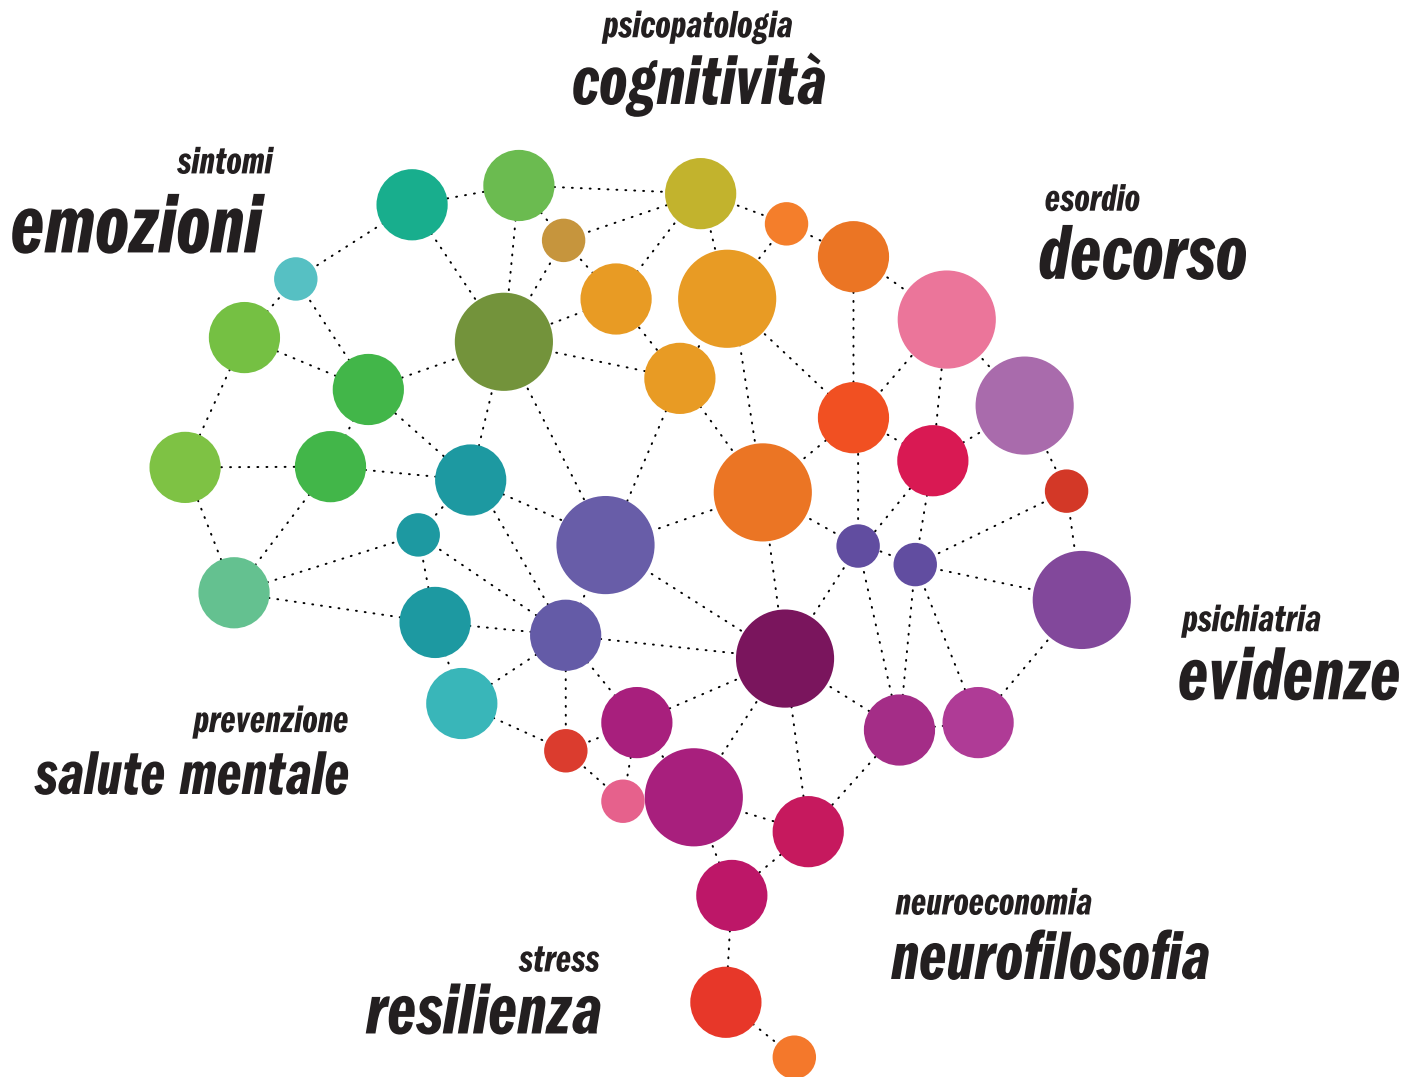 psicopatologia
cognitività
sintomi
emozioni
esordio
decorso
psichiatria
evidenze
prevenzione
salute mentale
neuroeconomia
neurofilosofia
stress
resilienza